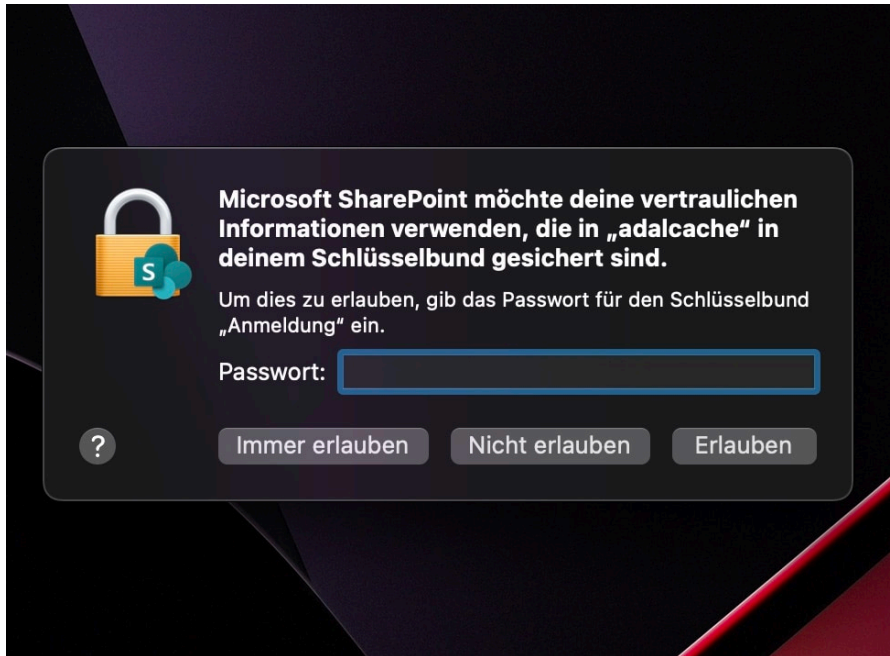 Microsoft SharePoint möchte deine vertraulichen
Informationen verwenden, die in „adalcache“ in
deinem Schlüsselbund gesichert sind.
Um dies zu erlauben, gib das Passwort für den Schlüsselbund
„Anmeldung“ ein.
Passwort:
? Immer erlauben Nicht erlauben Erlauben
S